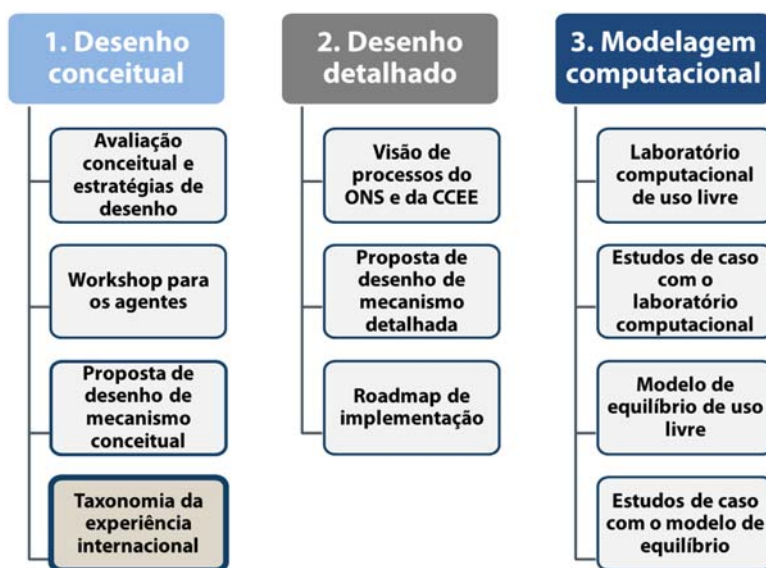 1. Desenho
conceitual
Avaliação
conceitual e
estratégias de
desenho
Workshop para
os agentes
Proposta de
desenho de
mecanismo
conceitual
Taxonomia da
experiência
internacional
2. Desenho
detalhado
Visão de
processos do
ONS e da CCEE
Proposta de
desenho de
mecanismo
detalhada
Roadmap de
implementação
3. Modelagem
computacional
Laboratório
computacional
de uso livre
Estudos de caso
com o
laboratório
computacional
Modelo de
equilíbrio de uso
livre
Estudos de caso
com o modelo de
equilíbrio